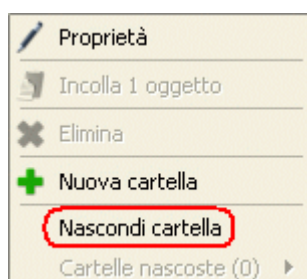 Proprietà
Incolla 1 oggetto
Elimina
Nuova cartella
Nascondi cartella
Cartelle nascoste (0)